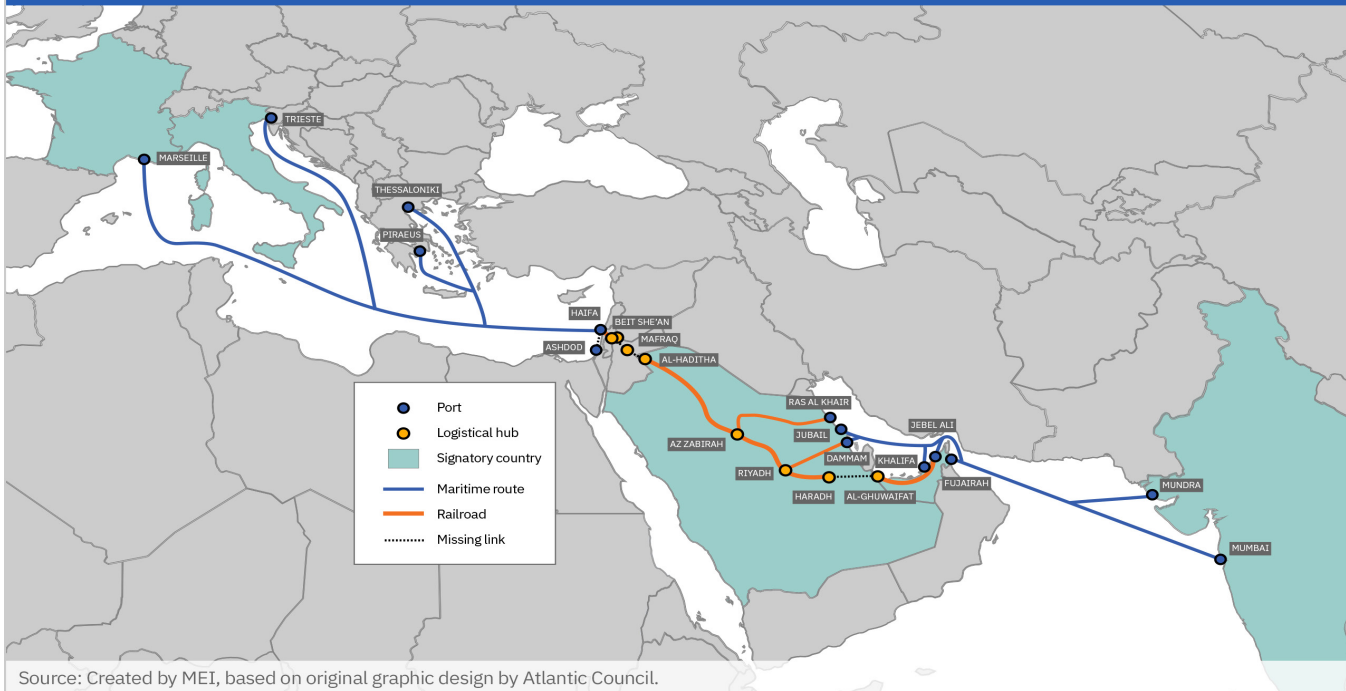 TRIESTE
MARSEILLE
THESSALONIKI
PIRAEUS
HAIFA
BEIT SHE'AN
ASHDOD
MAFRAQ
AL-HADITHA
RAS AL KHAIR
JUBAIL
JEBEL ALI
AZ ZABIRAH
DAMMAM
KHALIFA
RIYADH
FUJAIRAH
HARADH
AL-GHUWAIFAT
MUNDRA
MUMBAI
Port
Logistical hub
Signatory country
Maritime route
Railroad
Missing link
Source: Created by MEI, based on original graphic design by Atlantic Council.